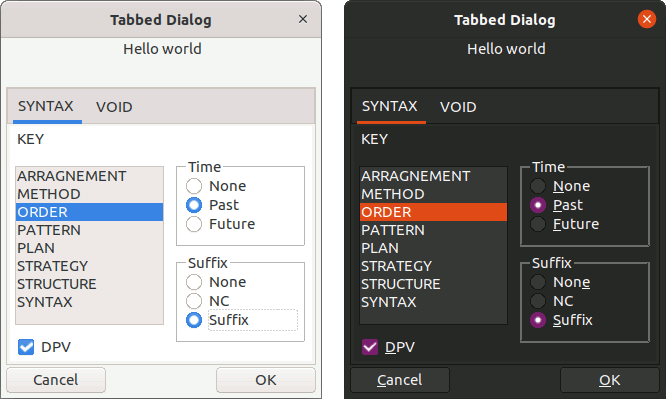 Tabbed Dialog
Hello world
SYNTAX VOID
KEY
ARRAGNEMENT
METHOD
ORDER
PATTERN
PLAN
STRATEGY
STRUCTURE
SYNTAX
Time
None
Past
Future
Suffix
None
NC
Suffix
DPV
Cancel OK
Tabbed Dialog
Hello world
SYNTAX VOID
KEY
ARRAGNEMENT
METHOD
ORDER
PATTERN
PLAN
STRATEGY
STRUCTURE
SYNTAX
Time
None
Past
Future
Suffix
None
NC
Suffix
DPV
Cancel OK